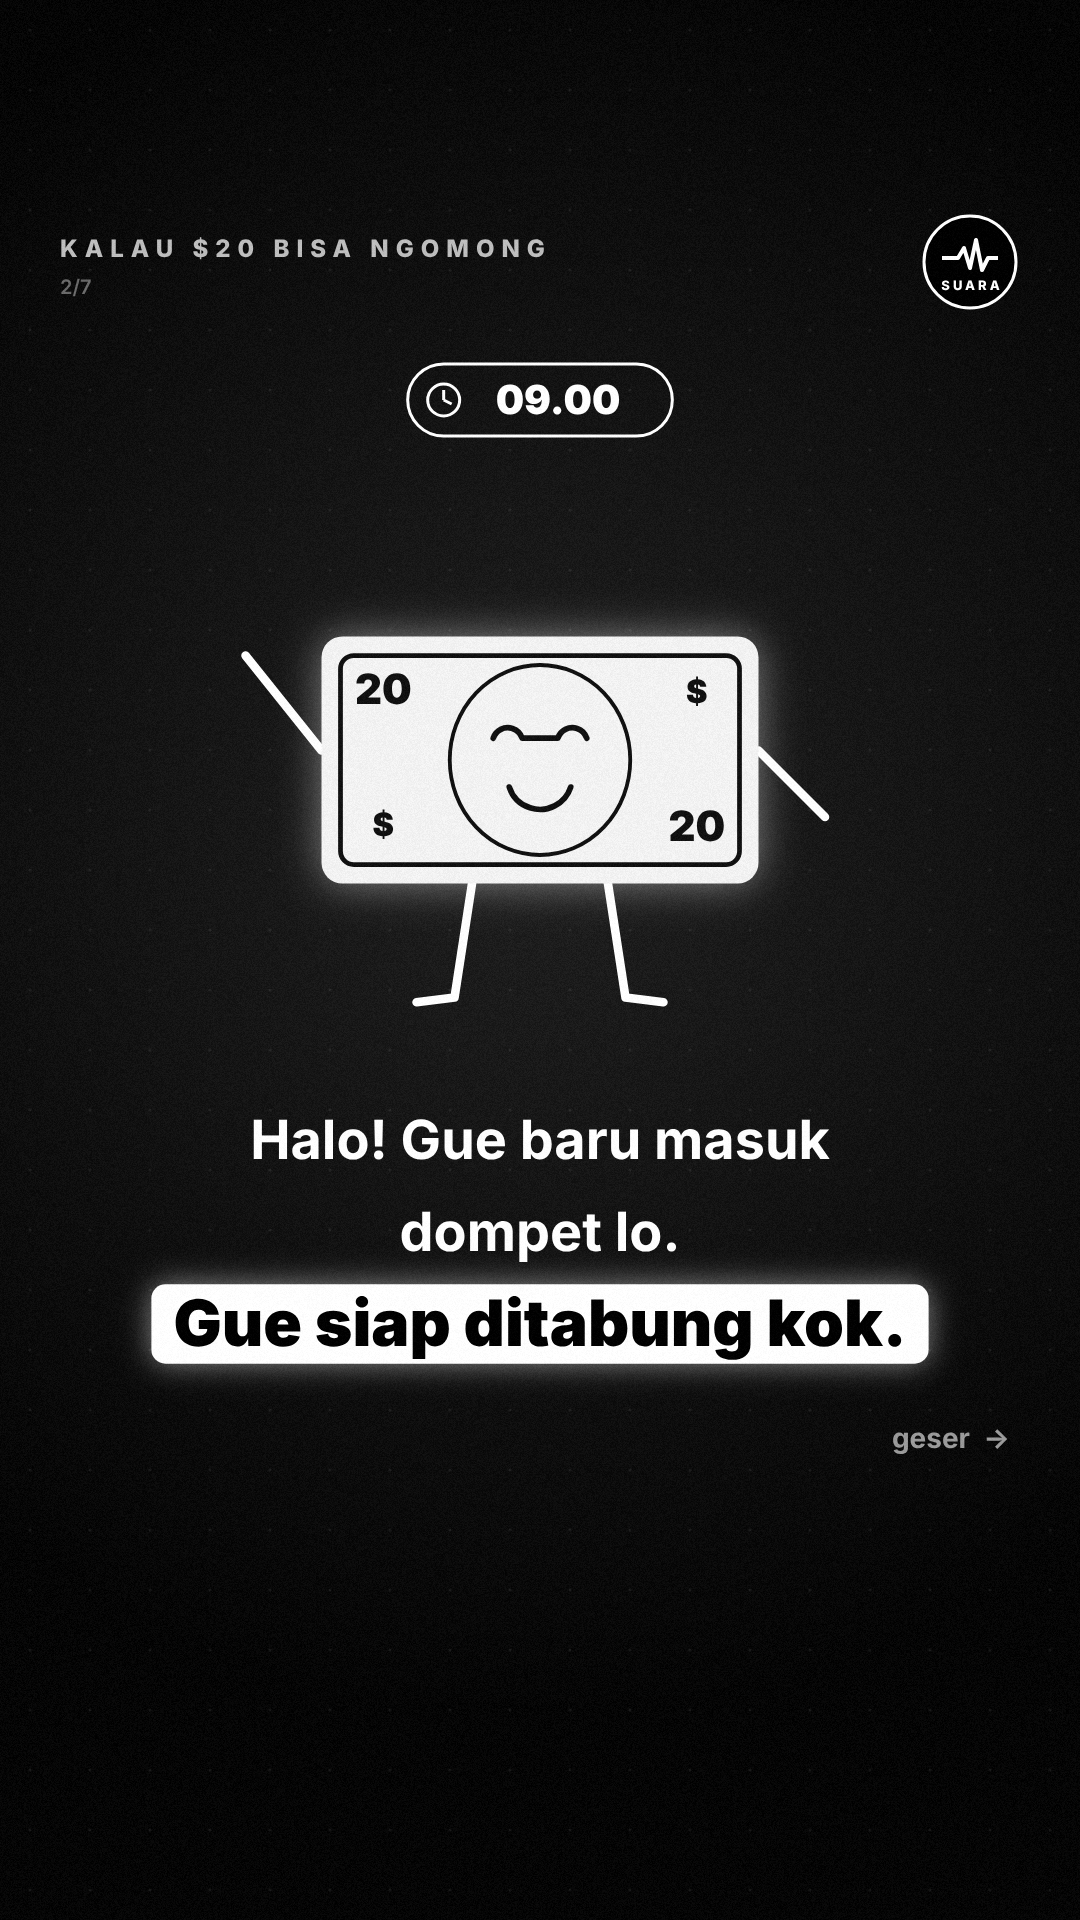 KALAU $20 BISA NGOMONG
2/7
SUARA
09.00
20
$
$
20
Halo! Gue baru masuk
dompet lo.
Gue siap ditabung kok.
geser →